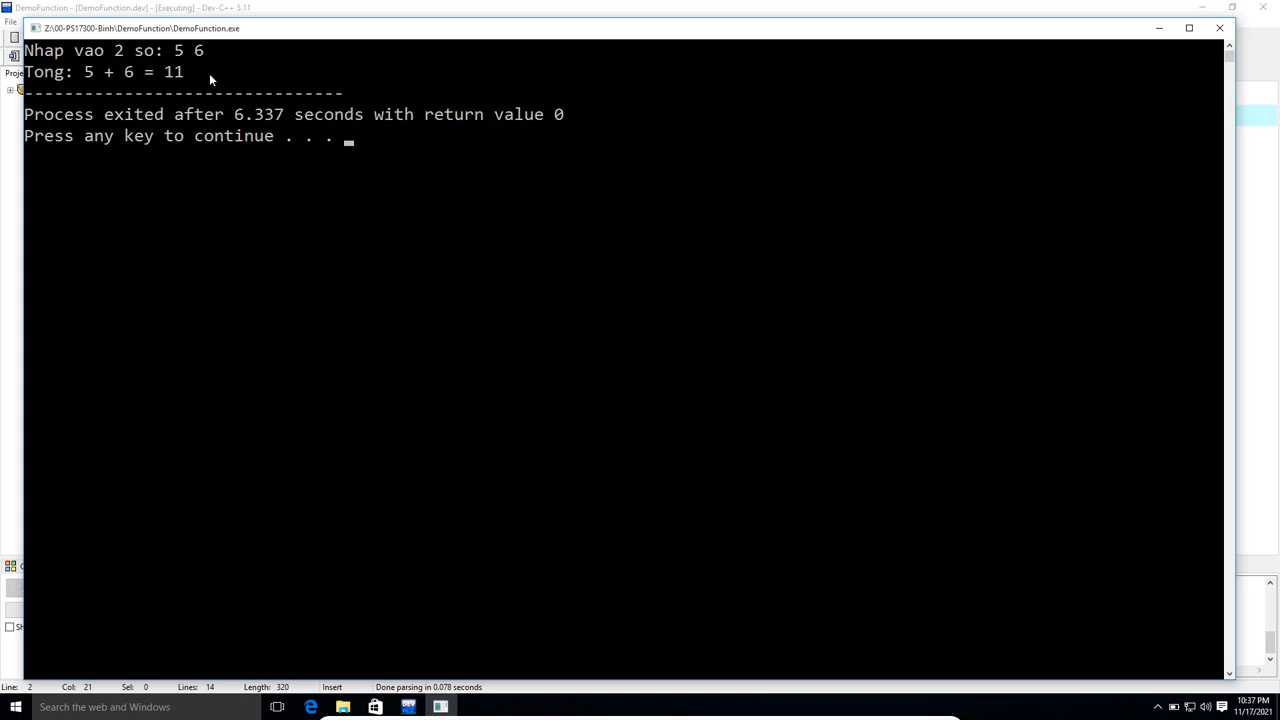 DemoFunction - [DemoFunction.dev] - [Executing] - Dev-C++ 5.11
File
Z:\00-PS17300-Binh\DemoFunction\DemoFunction.exe
Nhap vao 2 so: 5 6
Tong: 5 + 6 = 11
--------------------------------
Process exited after 6.337 seconds with return value 0
Press any key to continue . . .
Line: 2 Col: 21 Sel: 0 Lines: 14 Length: 320 Insert Done parsing in 0.078 seconds
Search the web and Windows
DEV
10:37 PM
11/17/2021